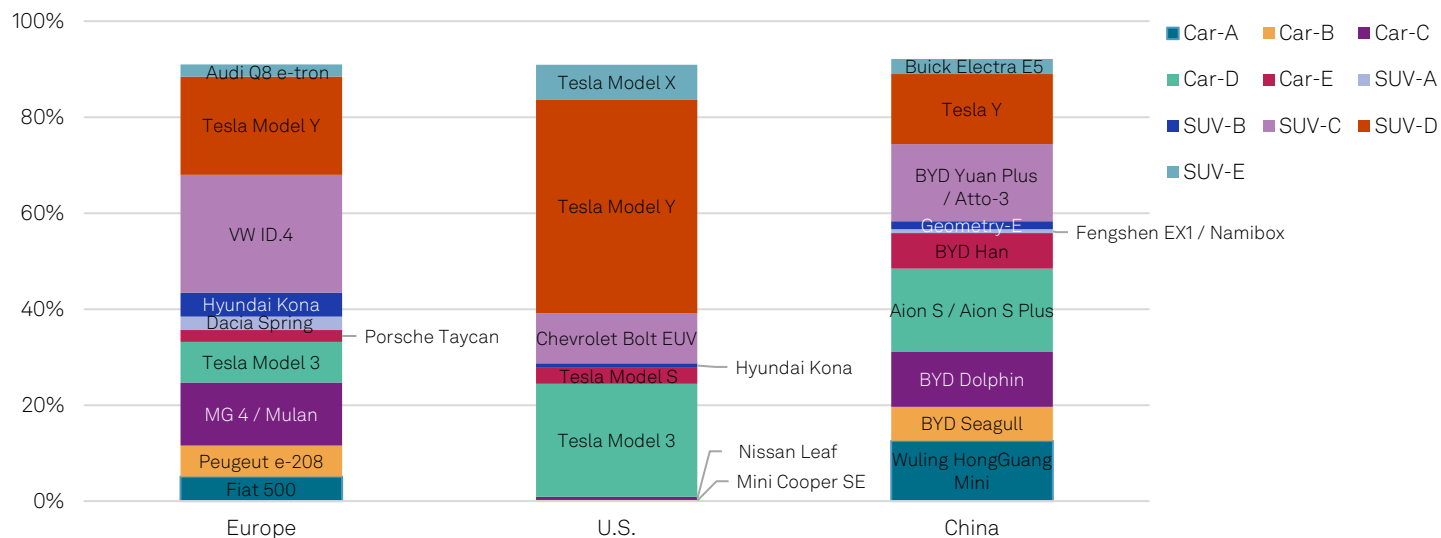 100%
80%
60%
40%
20%
0%
Audi Q8 e-tron
Tesla Model Y
VW ID.4
Hyundai Kona
Dacia Spring
Porsche Taycan
Tesla Model 3
MG 4 / Mulan
Peugeut e-208
Fiat 500
Europe
Tesla Model X
Tesla Model Y
Chevrolet Bolt EUV
Hyundai Kona
Tesla Model S
Tesla Model 3
Nissan Leaf
Mini Cooper SE
U.S.
Buick Electra E5
Tesla Y
BYD Yuan Plus
/ Atto-3
Geometry-E
Fengshen EX1 / Namibox
BYD Han
Aion S / Aion S Plus
BYD Dolphin
BYD Seagull
Wuling HongGuang
Mini
China
Car-A Car-B Car-C
Car-D Car-E SUV-A
SUV-B SUV-C SUV-D
SUV-E